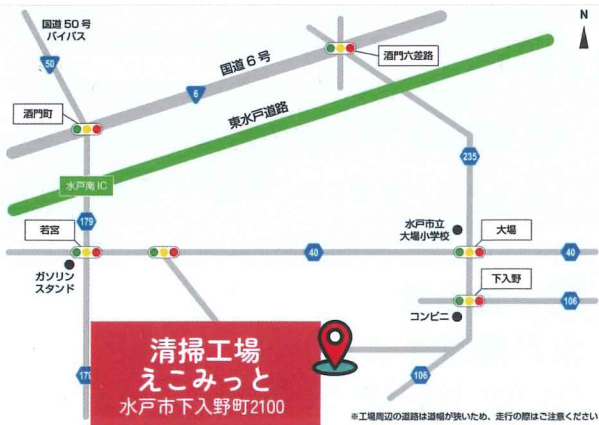 国道50号
バイパス
50
国道6号
6
酒門六差路
N
酒門町
東水戸道路
水戸南IC
179
235
若宮
水戸市立
大場小学校
大場
40
40
ガソリン
スタンド
下入野
106
コンビニ
清掃工場
えこみっと
水戸市下入野町2100
179
106
※工場周辺の道路は道幅が狭いため、走行の際はご注意ください